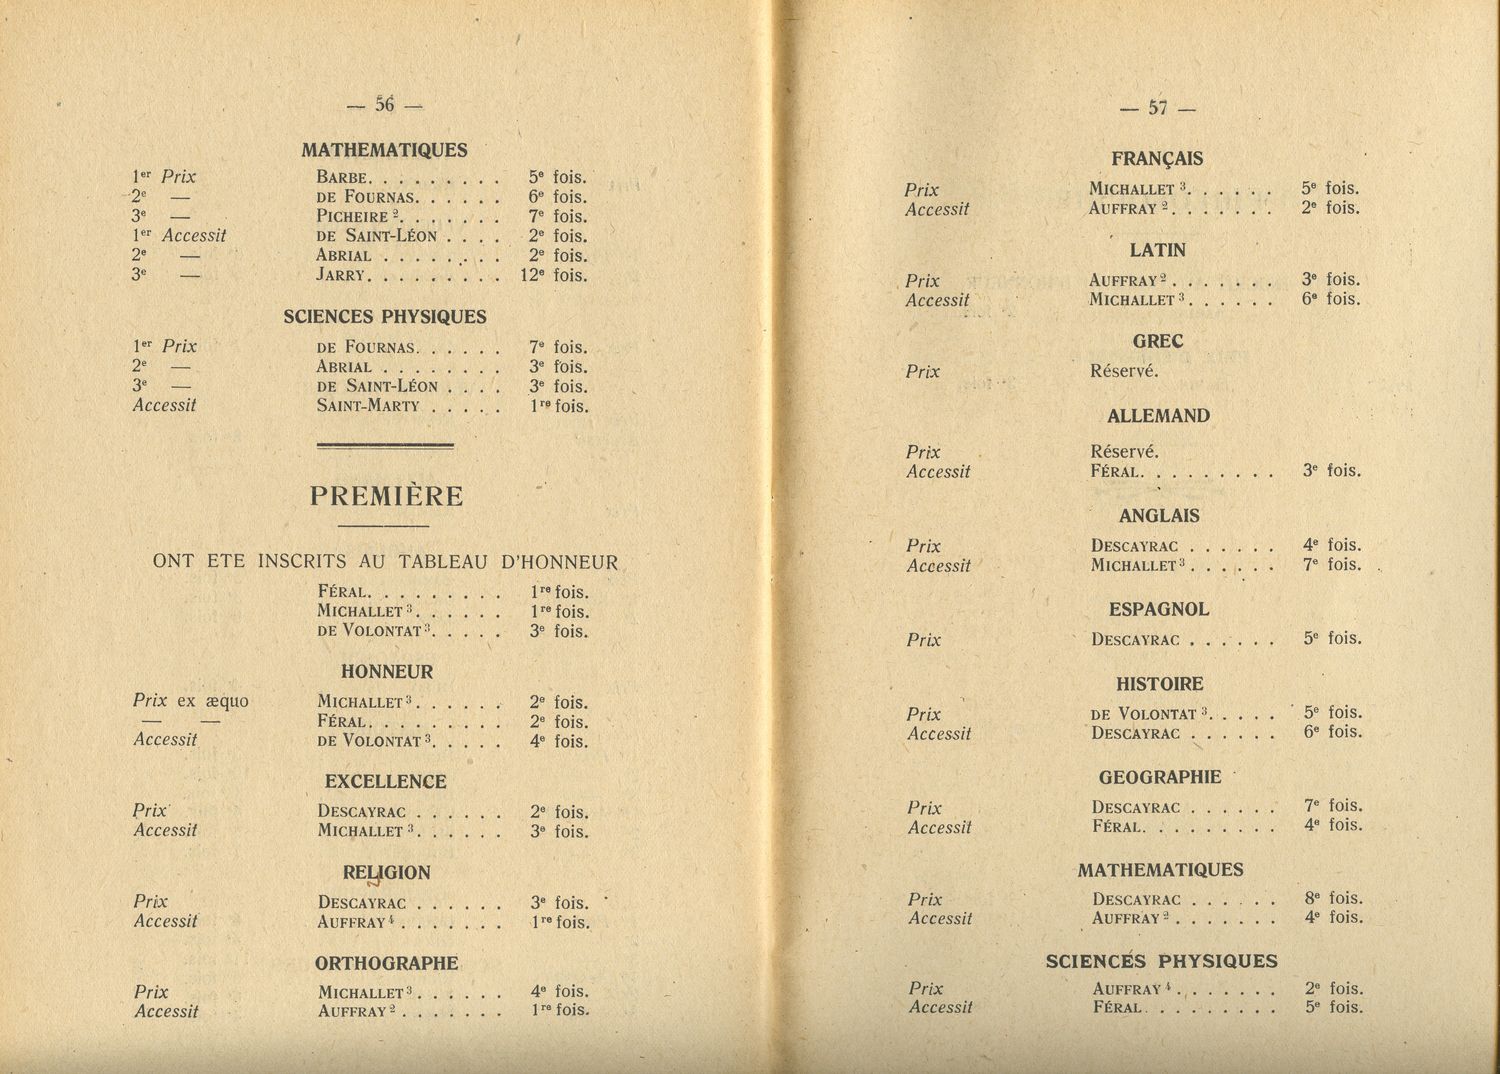 — 56 —
MATHEMATIQUES
1er Prix BARBE. . . . . . . . . 5e fois.
2e — DE FOURNAS. . . . . . 6e fois.
3e — PICHEIRE 2. . . . . . . 7e fois.
1er Accessit DE SAINT-LÉON . . . . 2e fois.
2e — ABRIAL . . . . . . . . 2e fois.
3e — JARRY. . . . . . . . . 12e fois.
SCIENCES PHYSIQUES
1er Prix DE FOURNAS. . . . . . 7e fois.
2e — ABRIAL . . . . . . . . 3e fois.
3e — DE SAINT-LÉON . . . . 3e fois.
Accessit SAINT-MARTY . . . . . 1re fois.
PREMIÈRE
ONT ETE INSCRITS AU TABLEAU D'HONNEUR
FÉRAL. . . . . . . . . 1re fois.
MICHALLET 3. . . . . . 1re fois.
DE VOLONTAT 3. . . . . 3e fois.
HONNEUR
Prix ex æquo MICHALLET 3. . . . . . 2e fois.
— — FÉRAL. . . . . . . . . 2e fois.
Accessit DE VOLONTAT 3. . . . . 4e fois.
EXCELLENCE
Prix DESCAYRAC . . . . . . 2e fois.
Accessit MICHALLET 3. . . . . . 3e fois.
RELIGION
Prix DESCAYRAC . . . . . . 3e fois.
Accessit AUFFRAY 4 . . . . . . . 1re fois.
ORTHOGRAPHE
Prix MICHALLET 3. . . . . . 4e fois.
Accessit AUFFRAY 2 . . . . . . . 1re fois.
— 57 —
FRANÇAIS
Prix MICHALLET 3. . . . . . 5e fois.
Accessit AUFFRAY 2. . . . . . . 2e fois.
LATIN
Prix AUFFRAY 2. . . . . . . 3e fois.
Accessit MICHALLET 3. . . . . . 6e fois.
GREC
Prix Réservé.
ALLEMAND
Prix Réservé.
Accessit FÉRAL. . . . . . . . . 3e fois.
ANGLAIS
Prix DESCAYRAC . . . . . . 4e fois.
Accessit MICHALLET 3. . . . . . 7e fois.
ESPAGNOL
Prix DESCAYRAC . . . . . . 5e fois.
HISTOIRE
Prix DE VOLONTAT 3. . . . . 5e fois.
Accessit DESCAYRAC . . . . . . 6e fois.
GEOGRAPHIE
Prix DESCAYRAC . . . . . . 7e fois.
Accessit FÉRAL. . . . . . . . . 4e fois.
MATHEMATIQUES
Prix DESCAYRAC . . . . . . 8e fois.
Accessit AUFFRAY 2 . . . . . . . 4e fois.
SCIENCES PHYSIQUES
Prix AUFFRAY 4 . . . . . . . 2e fois.
Accessit FÉRAL. . . . . . . . . 5e fois.